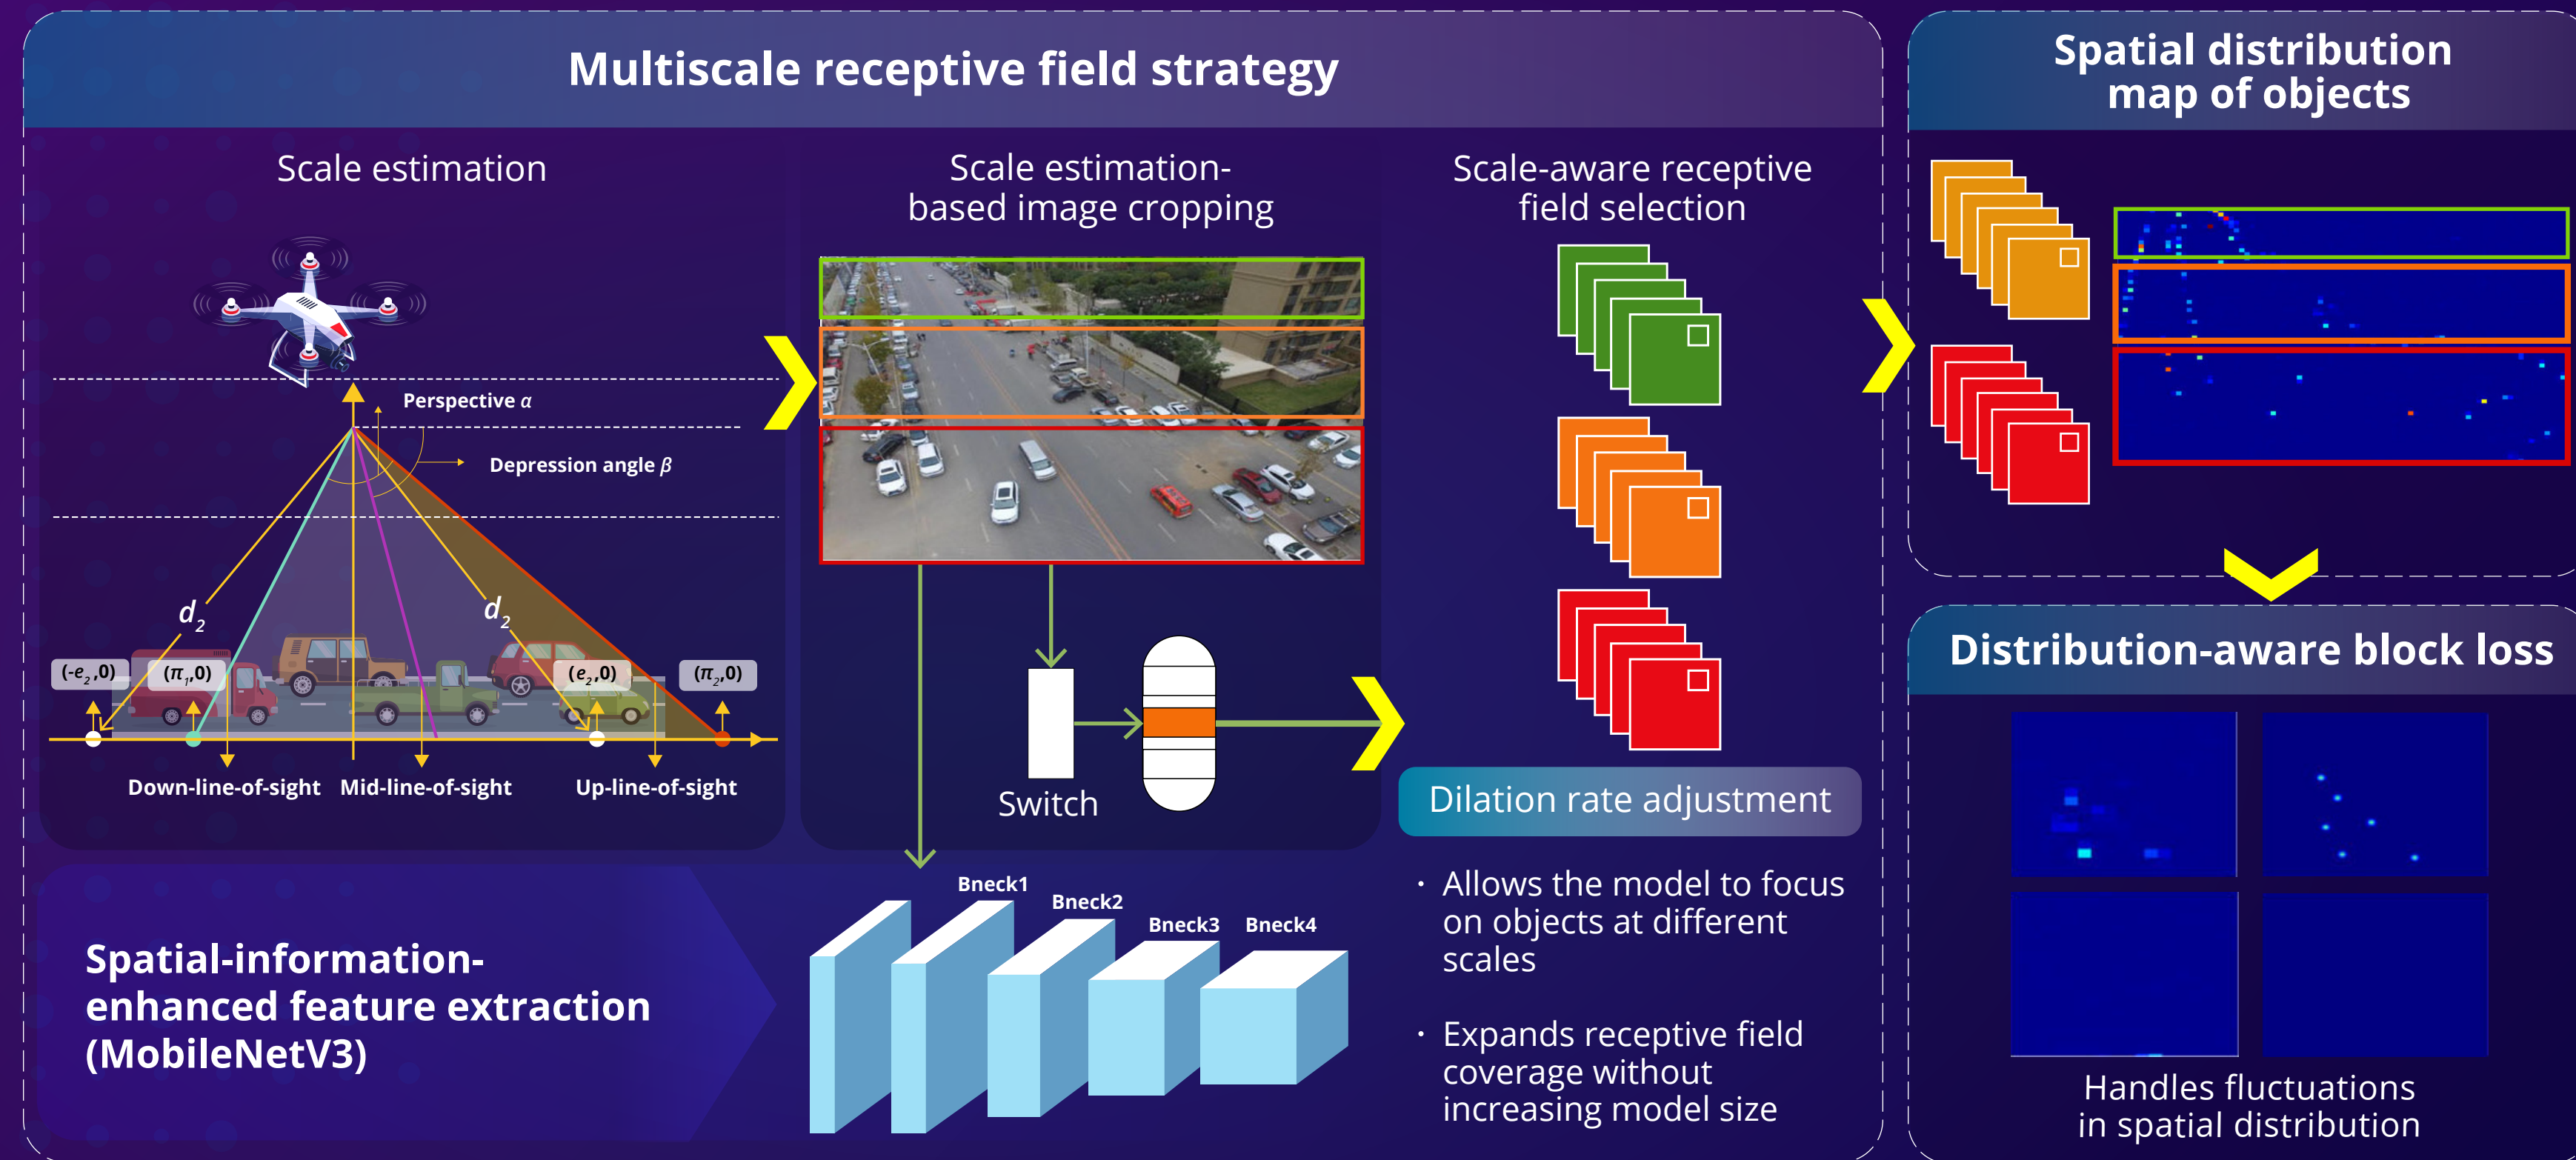 Multiscale receptive field strategy
Scale estimation
Perspective α
Depression angle β
d2
d2
(-e2,0)
(π1,0)
(e2,0)
(π2,0)
Down-line-of-sight
Mid-line-of-sight
Up-line-of-sight
Scale estimation-
based image cropping
Switch
Scale-aware receptive
field selection
Dilation rate adjustment
· Allows the model to focus
on objects at different
scales
· Expands receptive field
coverage without
increasing model size
Spatial-information-
enhanced feature extraction
(MobileNetV3)
Bneck1
Bneck2
Bneck3
Bneck4
Spatial distribution
map of objects
Distribution-aware block loss
Handles fluctuations
in spatial distribution